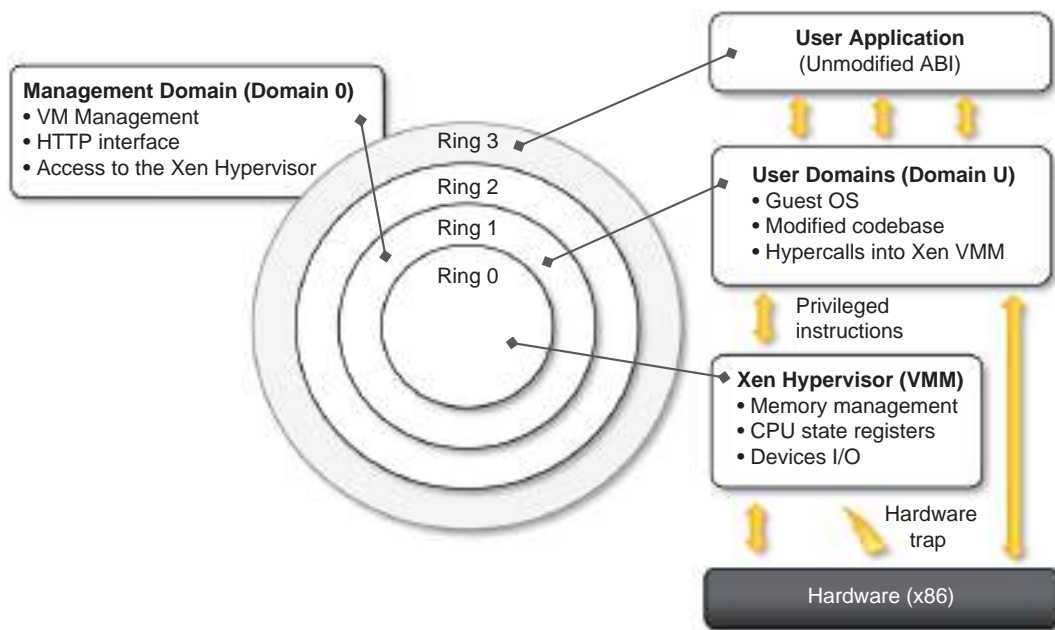 Management Domain (Domain 0)
• VM Management
• HTTP interface
• Access to the Xen Hypervisor
Ring 3
Ring 2
Ring 1
Ring 0
User Application
(Unmodified ABI)
User Domains (Domain U)
• Guest OS
• Modified codebase
• Hypercalls into Xen VMM
Privileged
instructions
Xen Hypervisor (VMM)
• Memory management
• CPU state registers
• Devices I/O
Hardware
trap
Hardware (x86)